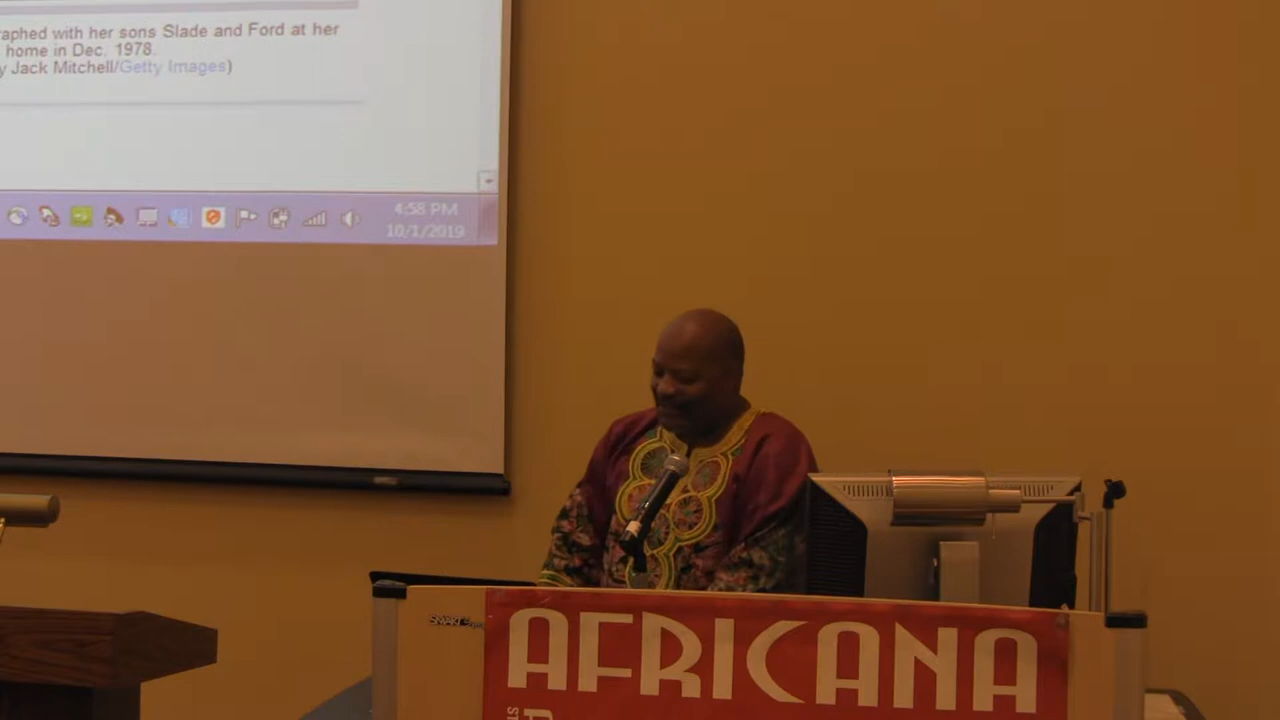 raphed with her sons Slade and Ford at her
home in Dec. 1978.
y Jack Mitchell/Getty Images)
4:58 PM
10/1/2019
SMART
AFRICANA